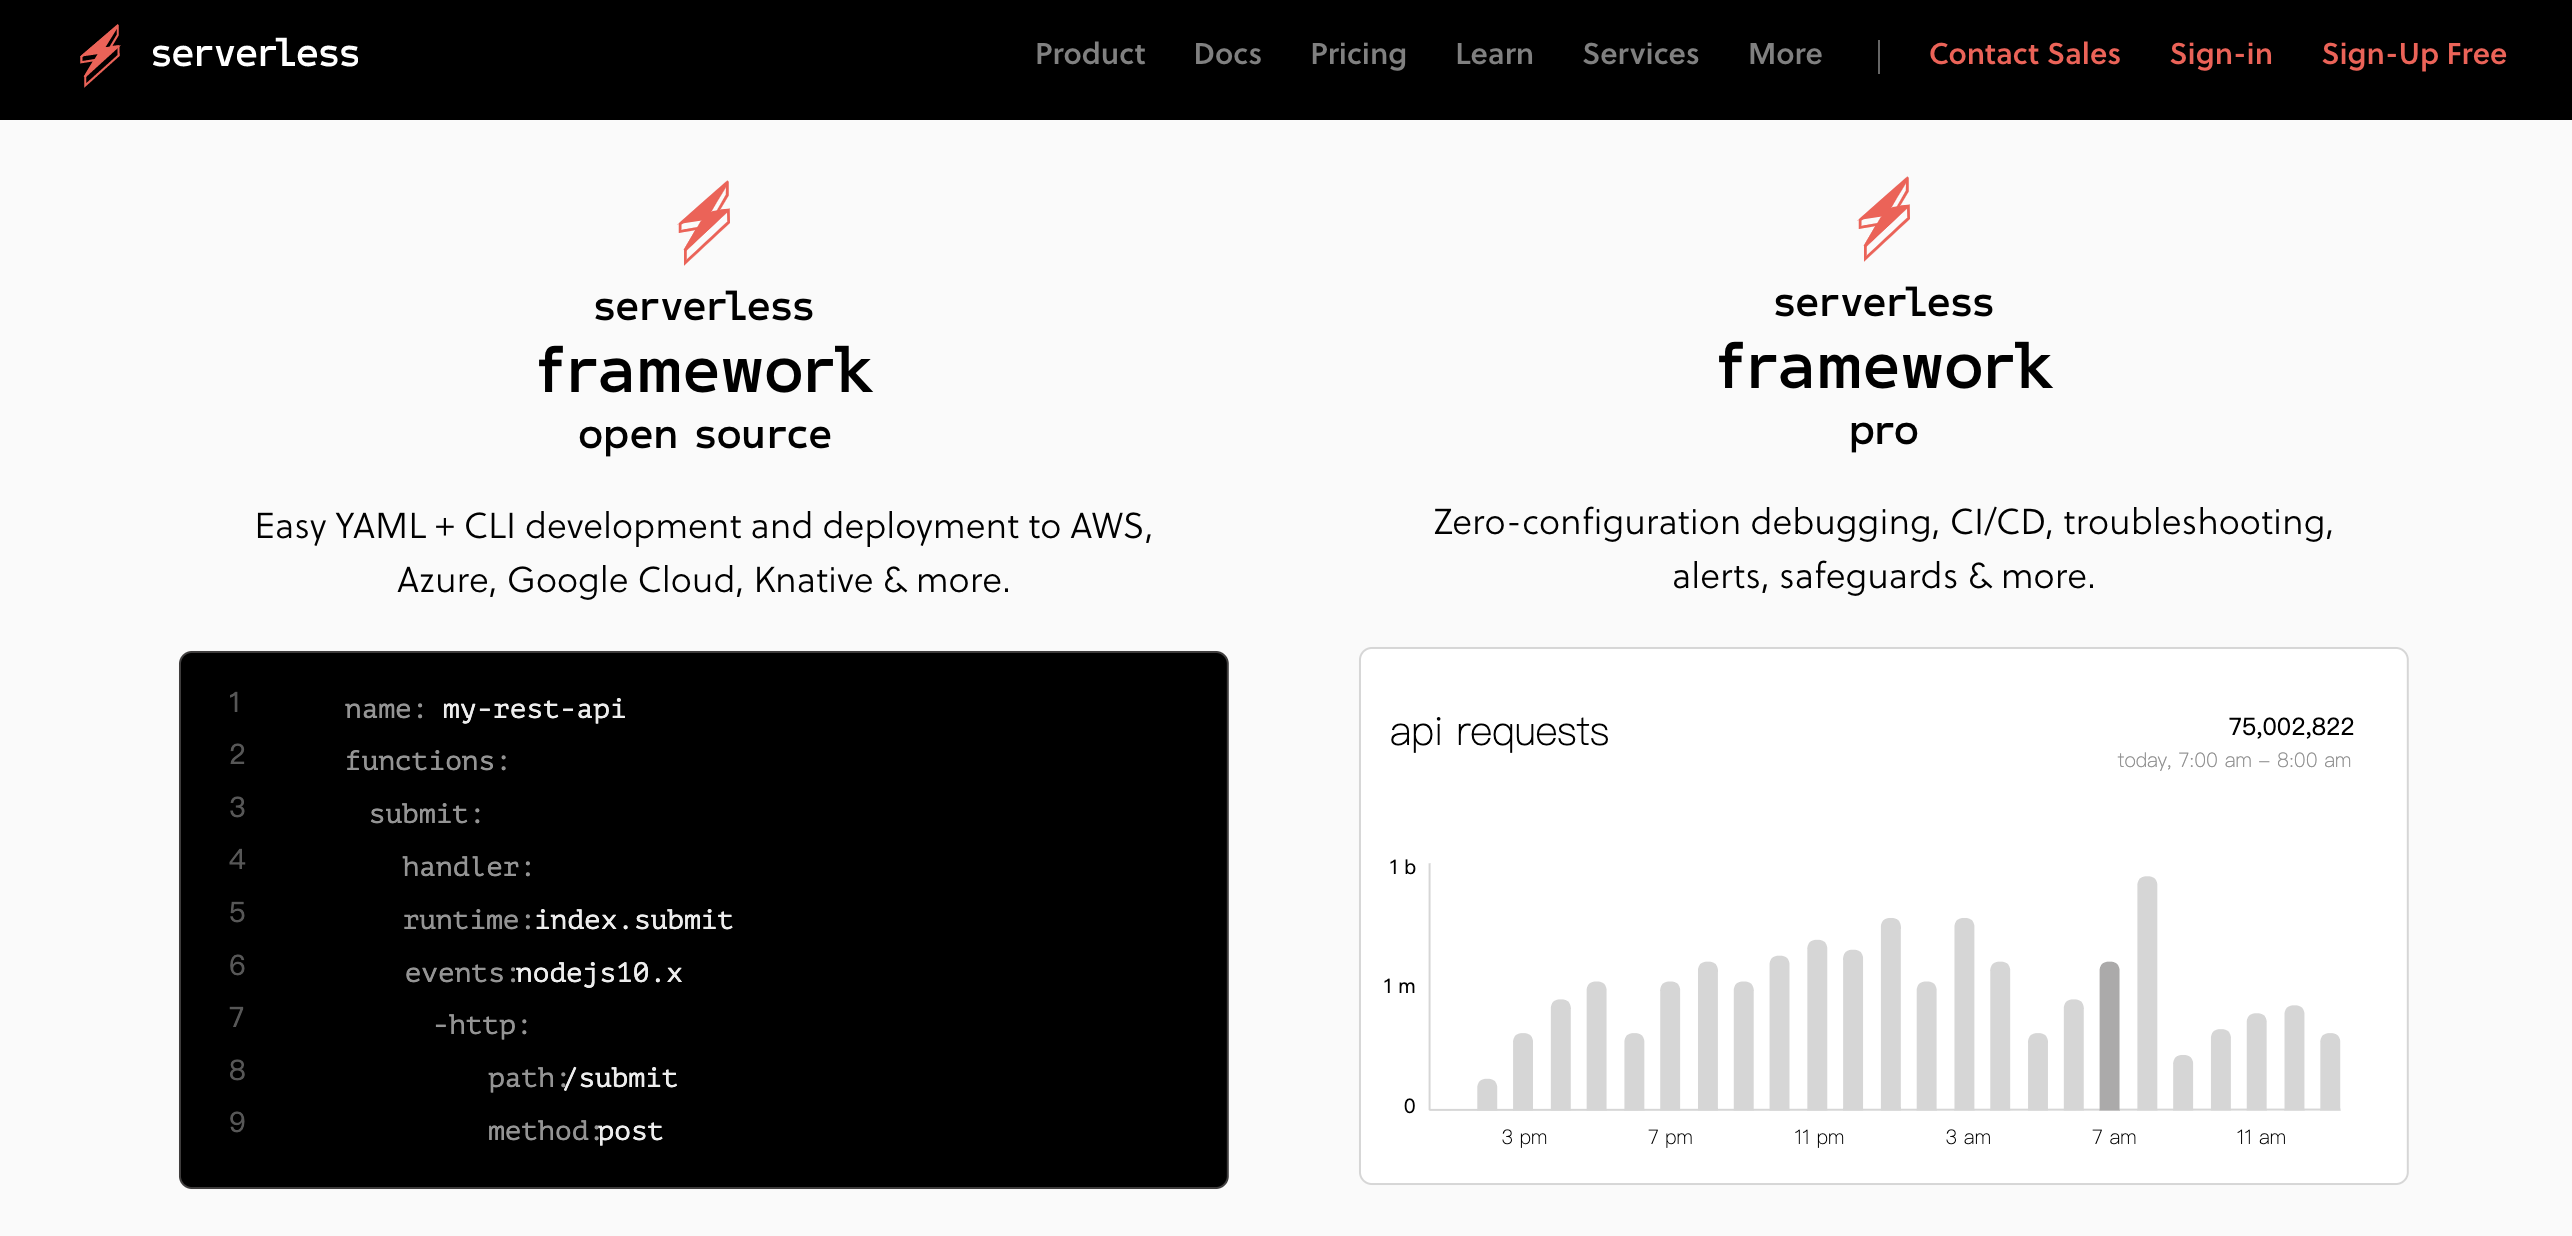 serverless
Product Docs Pricing Learn Services More | Contact Sales Sign-in Sign-Up Free
serverless
framework
open source
Easy YAML + CLI development and deployment to AWS,
Azure, Google Cloud, Knative & more.
1 name: my-rest-api
2 functions:
3 submit:
4 handler:
5 runtime:index.submit
6 events:nodejs10.x
7 -http:
8 path:/submit
9 method:post
serverless
framework
pro
Zero-configuration debugging, CI/CD, troubleshooting,
alerts, safeguards & more.
api requests
75,002,822
today, 7:00 am – 8:00 am
1 b
1 m
0
3 pm 7 pm 11 pm 3 am 7 am 11 am